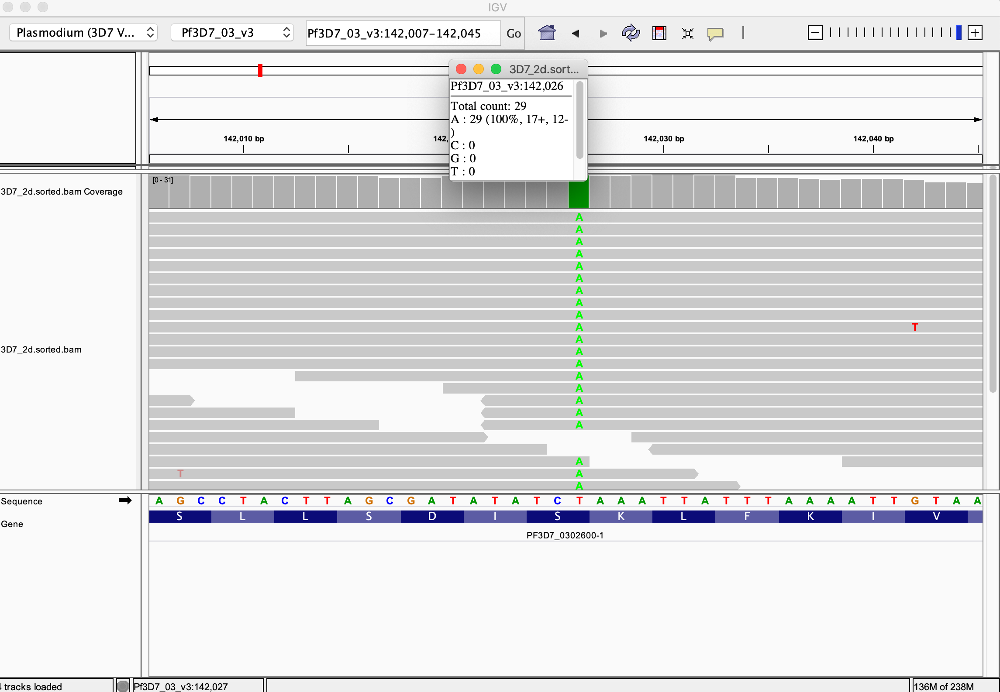 IGV
Plasmodium (3D7 V...
Pf3D7_03_v3
Pf3D7_03_v3:142,007-142,045
Go
3D7_2d.sort...
Pf3D7_03_v3:142,026
Total count: 29
A : 29 (100%, 17+, 12-
)
C : 0
G : 0
T : 0
142,010 bp
142,
142,030 bp
142,040 bp
[0 - 31]
3D7_2d.sorted.bam Coverage
A
A
A
A
A
A
A
A
A
A T
A
A
A
A
A
A
A
A
A
T A
A
3D7_2d.sorted.bam
Sequence
A G C C T A C T T A G C G A T A T A T C T A A A T T A T T T A A A A T T G T A A
Gene
S L L S D I S K L F K I V
PF3D7_0302600-1
tracks loaded
Pf3D7_03_v3:142,027
136M of 238M